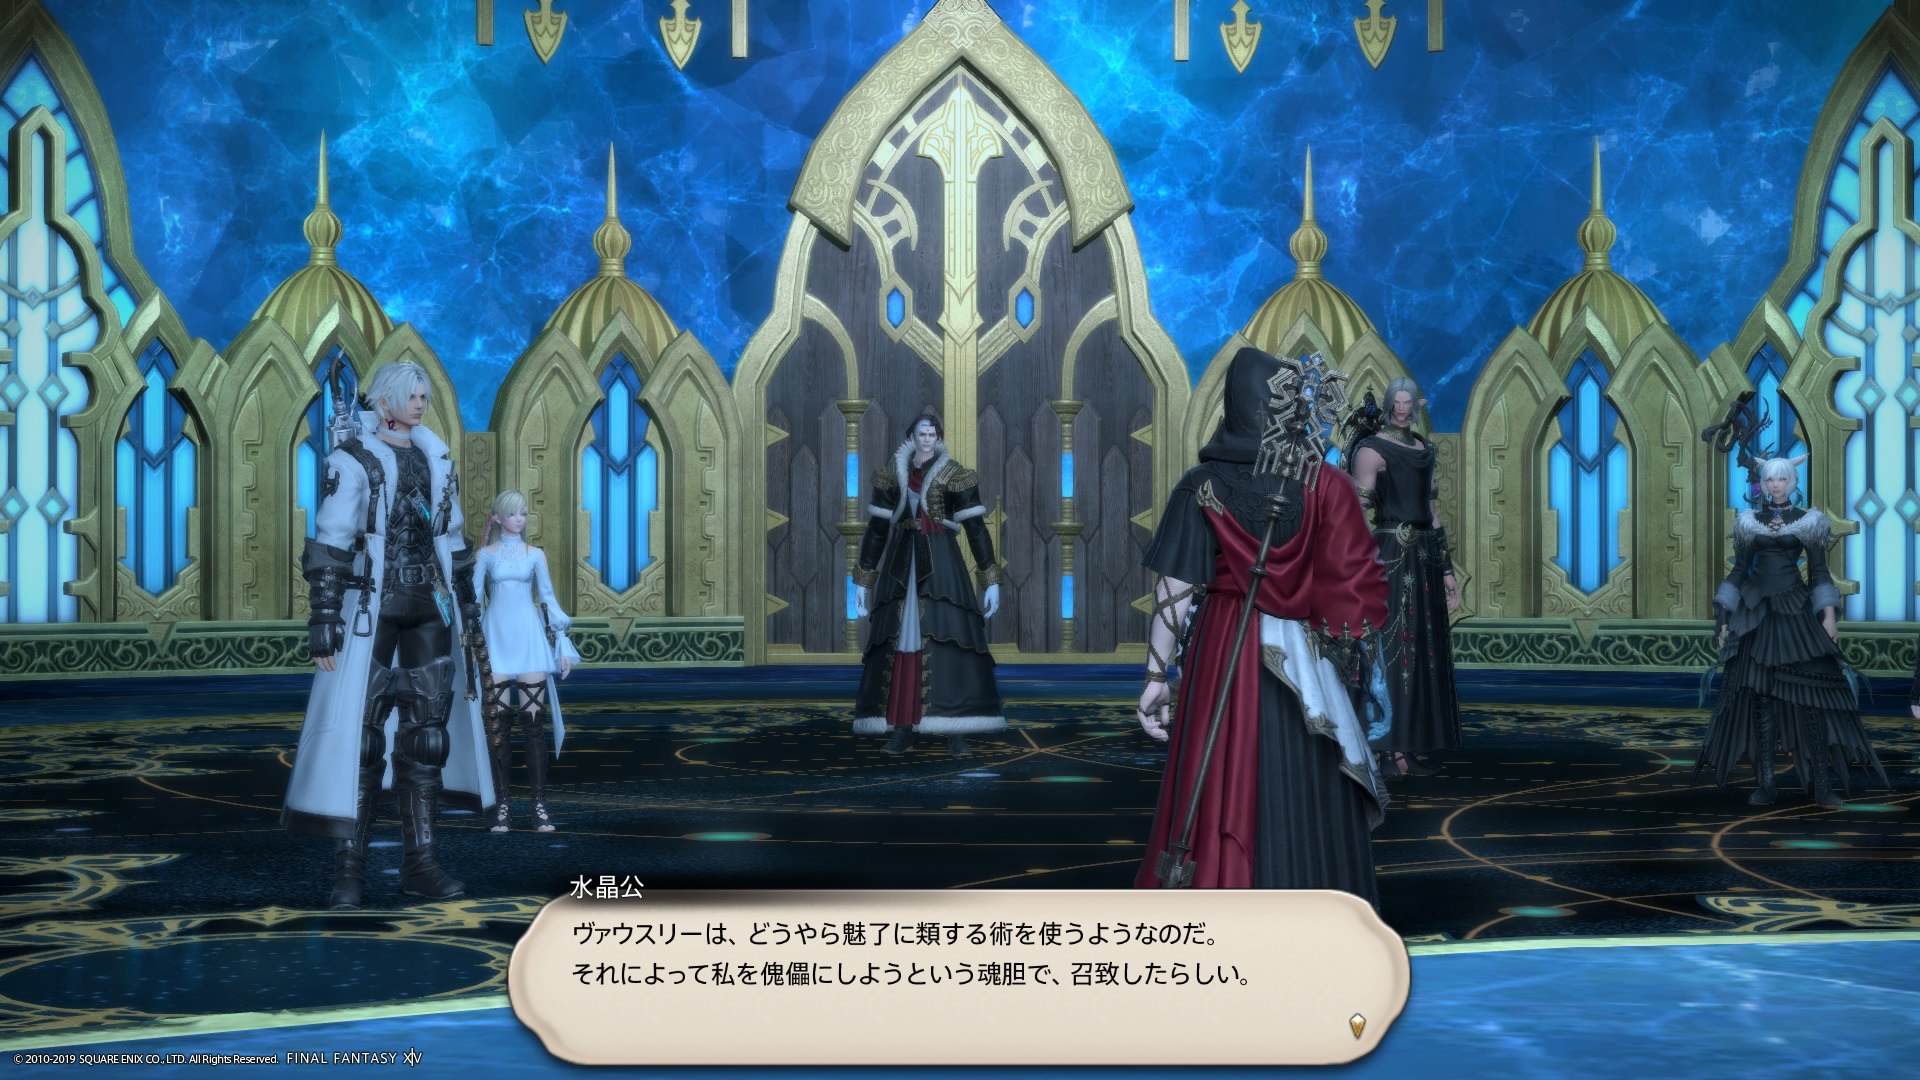 水晶公
ヴァウスリーは、どうやら魅了に類する術を使うようなのだ。
それによって私を傀儡にしようという魂胆で、召致したらしい。
© 2010-2019 SQUARE ENIX CO., LTD. All Rights Reserved. FINAL FANTASY XIV